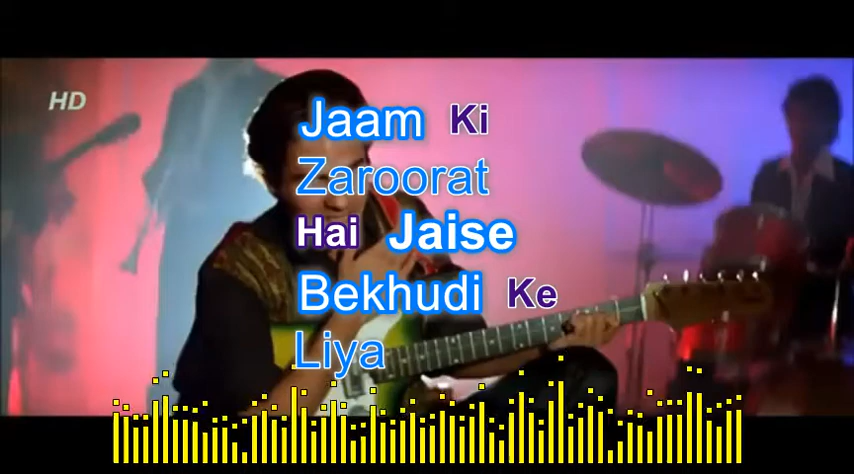 HD
Jaam Ki
Zaroorat
Hai Jaise
Bekhudi Ke
Liya